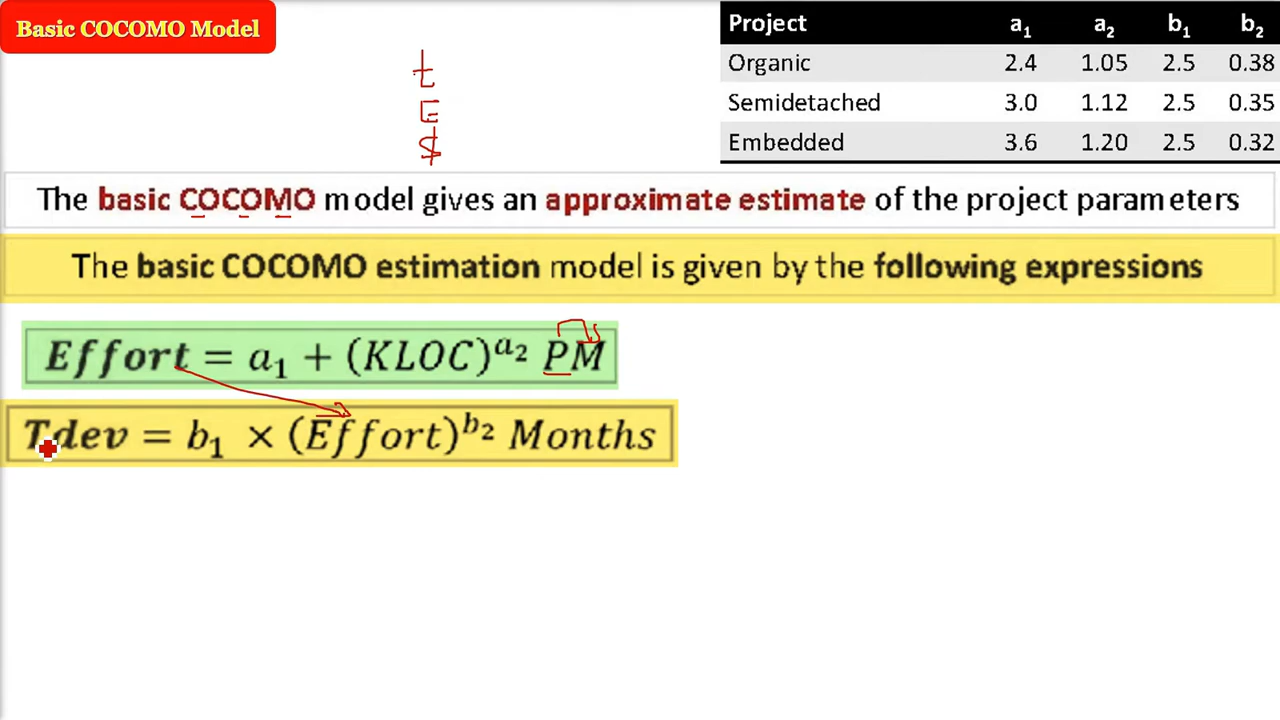 Basic COCOMO Model
t
E
$
Project a₁ a₂ b₁ b₂
Organic 2.4 1.05 2.5 0.38
Semidetached 3.0 1.12 2.5 0.35
Embedded 3.6 1.20 2.5 0.32
The basic COCOMO model gives an approximate estimate of the project parameters
The basic COCOMO estimation model is given by the following expressions
Effort = a₁ + (KLOC)^a₂ PM
Tdev = b₁ × (Effort)^b₂ Months